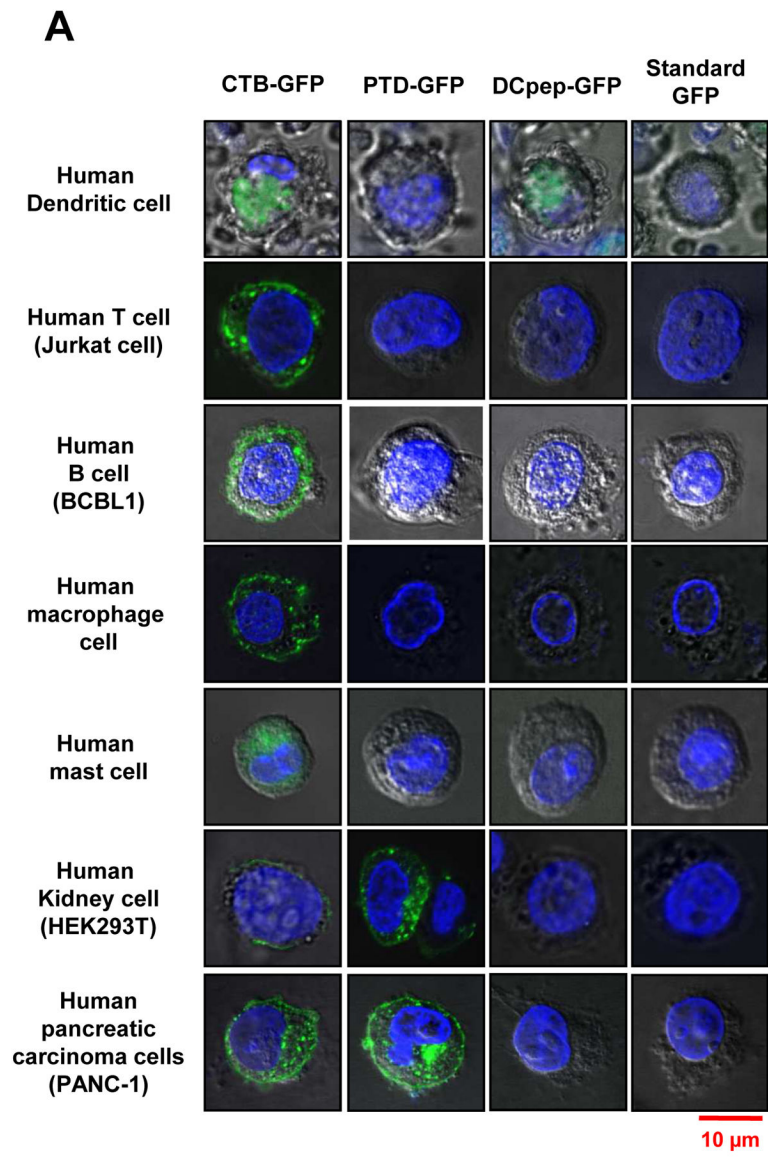 A
CTB-GFP PTD-GFP DCpep-GFP Standard
GFP
Human
Dendritic cell
Human T cell
(Jurkat cell)
Human
B cell
(BCBL1)
Human
macrophage
cell
Human
mast cell
Human
Kidney cell
(HEK293T)
Human
pancreatic
carcinoma cells
(PANC-1)
10 µm